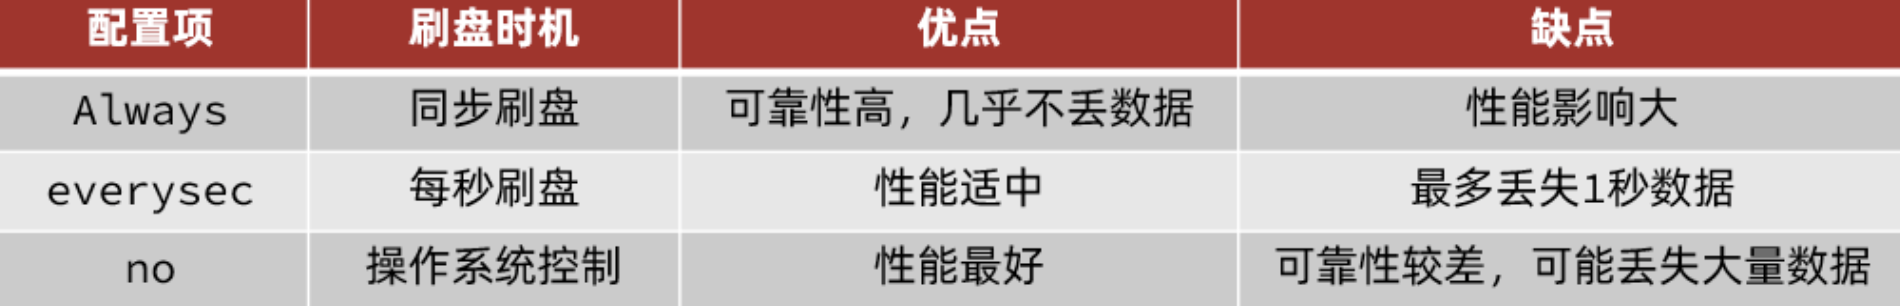 配置项 刷盘时机 优点 缺点
Always 同步刷盘 可靠性高，几乎不丢数据 性能影响大
everysec 每秒刷盘 性能适中 最多丢失1秒数据
no 操作系统控制 性能最好 可靠性较差，可能丢失大量数据